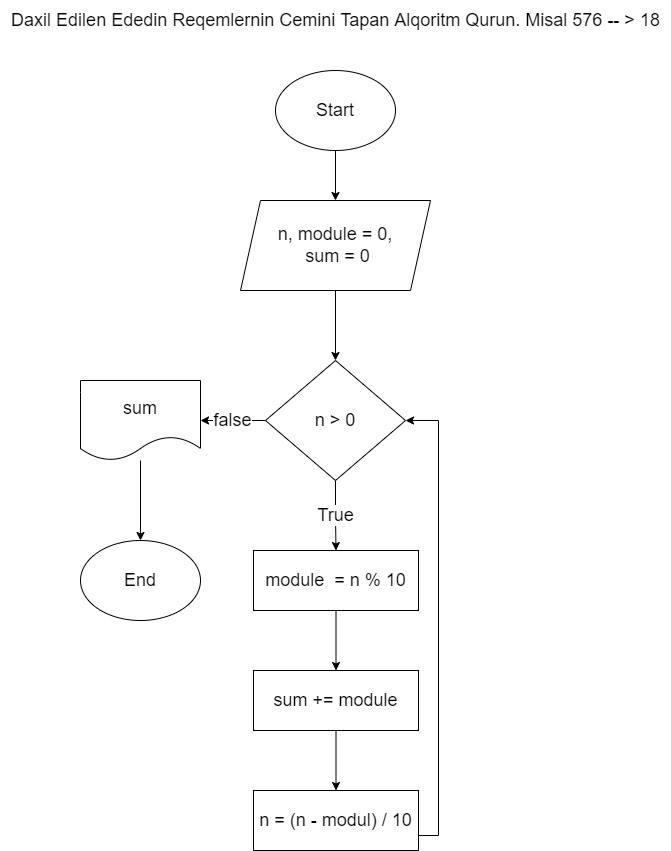 Daxil Edilen Ededin Reqemlernin Cemini Tapan Alqoritm Qurun. Misal 576 -- > 18
Start
n, module = 0,
sum = 0
n > 0
false
sum
End
True
module  = n % 10
sum += module
n = (n - modul) / 10